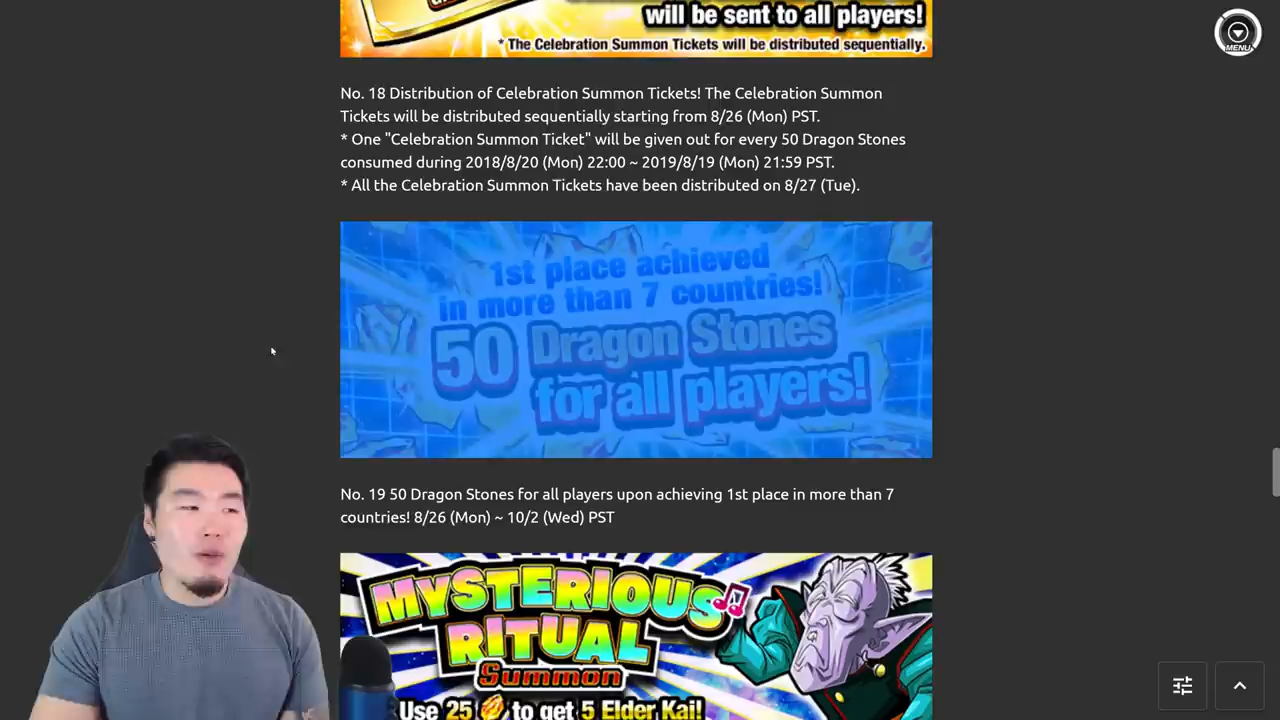 will be sent to all players!
* The Celebration Summon Tickets will be distributed sequentially.
MENU
No. 18 Distribution of Celebration Summon Tickets! The Celebration Summon
Tickets will be distributed sequentially starting from 8/26 (Mon) PST.
* One "Celebration Summon Ticket" will be given out for every 50 Dragon Stones
consumed during 2018/8/20 (Mon) 22:00 ~ 2019/8/19 (Mon) 21:59 PST.
* All the Celebration Summon Tickets have been distributed on 8/27 (Tue).
1st place achieved
in more than 7 countries!
50 Dragon Stones
for all players!
No. 19 50 Dragon Stones for all players upon achieving 1st place in more than 7
countries! 8/26 (Mon) ~ 10/2 (Wed) PST
MYSTERIOUS
RITUAL
Summon
Use 25 to get 5 Elder Kai!